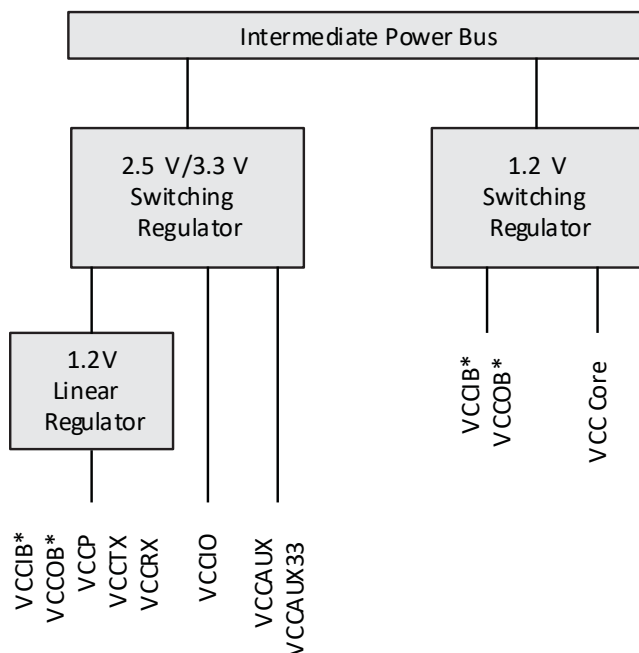 Intermediate Power Bus
2.5 V/3.3 V
Switching
Regulator
1.2 V
Switching
Regulator
1.2V
Linear
Regulator
VCCIB*
VCCOB*
VCC Core
VCCIB*
VCCOB*
VCCP
VCCTX
VCCRX
VCCIO
VCCAUX
VCCAUX33